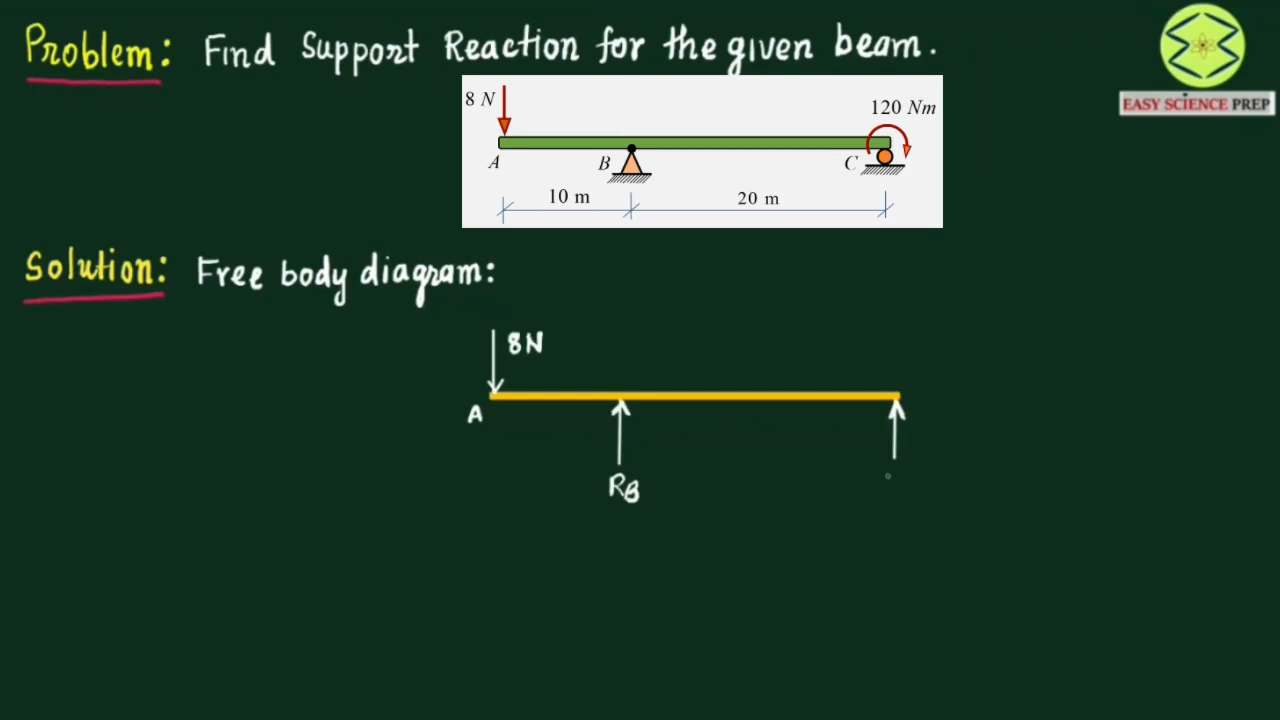 Problem: Find Support Reaction for the given beam.
EASY SCIENCE PREP
8 N
120 Nm
A
B
C
10 m
20 m
Solution: Free body diagram:
8N
A
RB